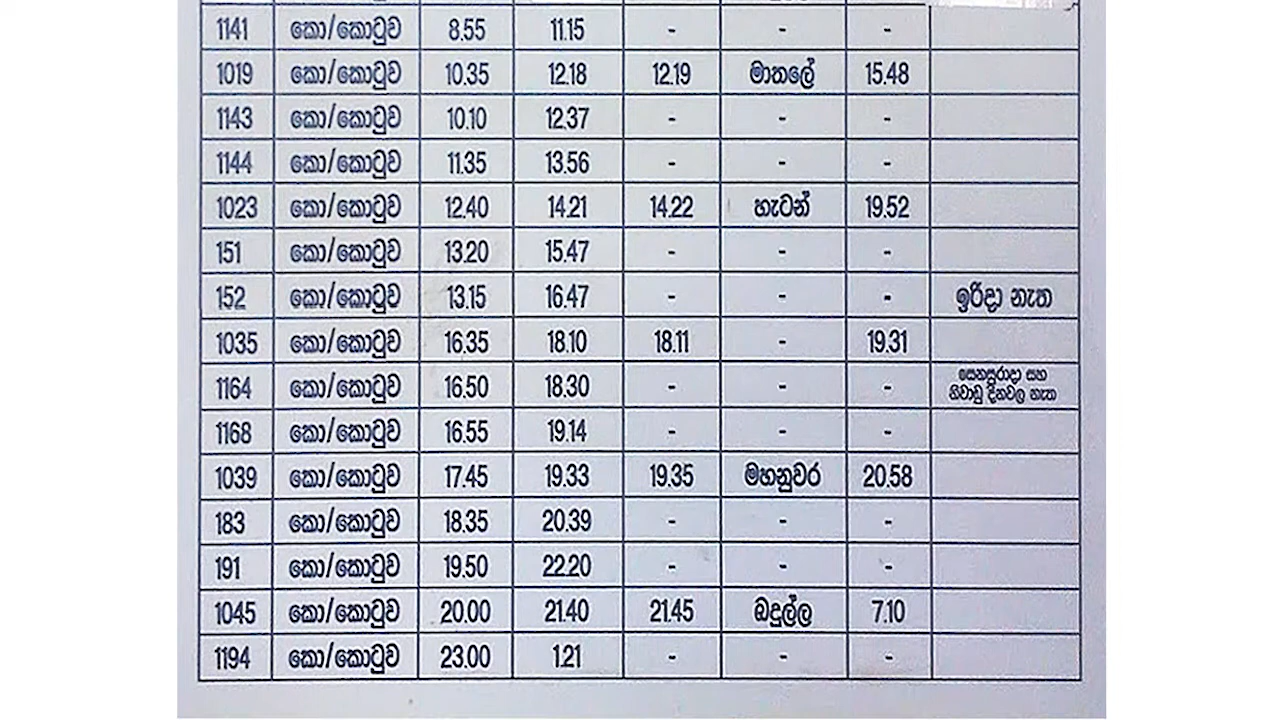 1141 කො/කොටුව 8.55 11.15 - - -
1019 කො/කොටුව 10.35 12.18 12.19 මාතලේ 15.48
1143 කො/කොටුව 10.10 12.37 - - -
1144 කො/කොටුව 11.35 13.56 - - -
1023 කො/කොටුව 12.40 14.21 14.22 හැටන් 19.52
151 කො/කොටුව 13.20 15.47 - - -
152 කො/කොටුව 13.15 16.47 - - - ඉරිදා නැත
1035 කො/කොටුව 16.35 18.10 18.11 - 19.31
1164 කො/කොටුව 16.50 18.30 - - - සෙනසුරාදා සහ
නිවාඩු දිනවල නැත
1168 කො/කොටුව 16.55 19.14 - - -
1039 කො/කොටුව 17.45 19.33 19.35 මහනුවර 20.58
183 කො/කොටුව 18.35 20.39 - - -
191 කො/කොටුව 19.50 22.20 - - -
1045 කො/කොටුව 20.00 21.40 21.45 බදුල්ල 7.10
1194 කො/කොටුව 23.00 1.21 - - -